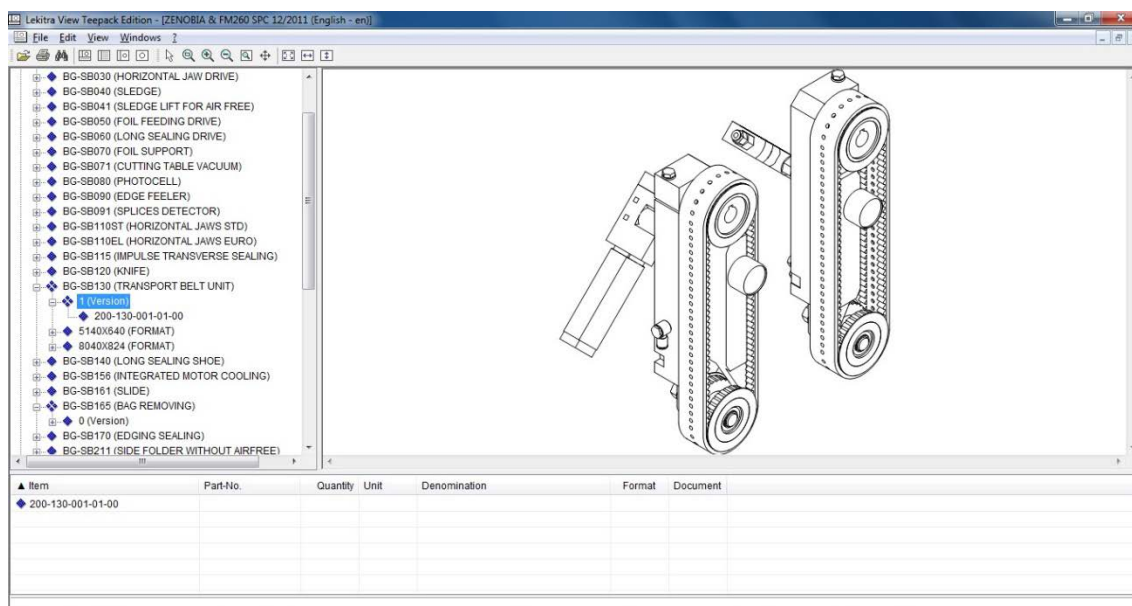 Lekitra View Teepack Edition - [ZENOBIA & FM260 SPC 12/2011 (English - en)]
File Edit View Windows ?
BG-SB030 (HORIZONTAL JAW DRIVE)
BG-SB040 (SLEDGE)
BG-SB041 (SLEDGE LIFT FOR AIR FREE)
BG-SB050 (FOIL FEEDING DRIVE)
BG-SB060 (LONG SEALING DRIVE)
BG-SB070 (FOIL SUPPORT)
BG-SB071 (CUTTING TABLE VACUUM)
BG-SB080 (PHOTOCELL)
BG-SB090 (EDGE FEELER)
BG-SB091 (SPLICES DETECTOR)
BG-SB110ST (HORIZONTAL JAWS STD)
BG-SB110EL (HORIZONTAL JAWS EURO)
BG-SB115 (IMPULSE TRANSVERSE SEALING)
BG-SB120 (KNIFE)
BG-SB130 (TRANSPORT BELT UNIT)
1 (Version)
200-130-001-01-00
5140X640 (FORMAT)
8040X824 (FORMAT)
BG-SB140 (LONG SEALING SHOE)
BG-SB156 (INTEGRATED MOTOR COOLING)
BG-SB161 (SLIDE)
BG-SB165 (BAG REMOVING)
0 (Version)
BG-SB170 (EDGING SEALING)
BG-SB211 (SIDE FOLDER WITHOUT AIRFREE)
Item Part-No. Quantity Unit Denomination Format Document
200-130-001-01-00